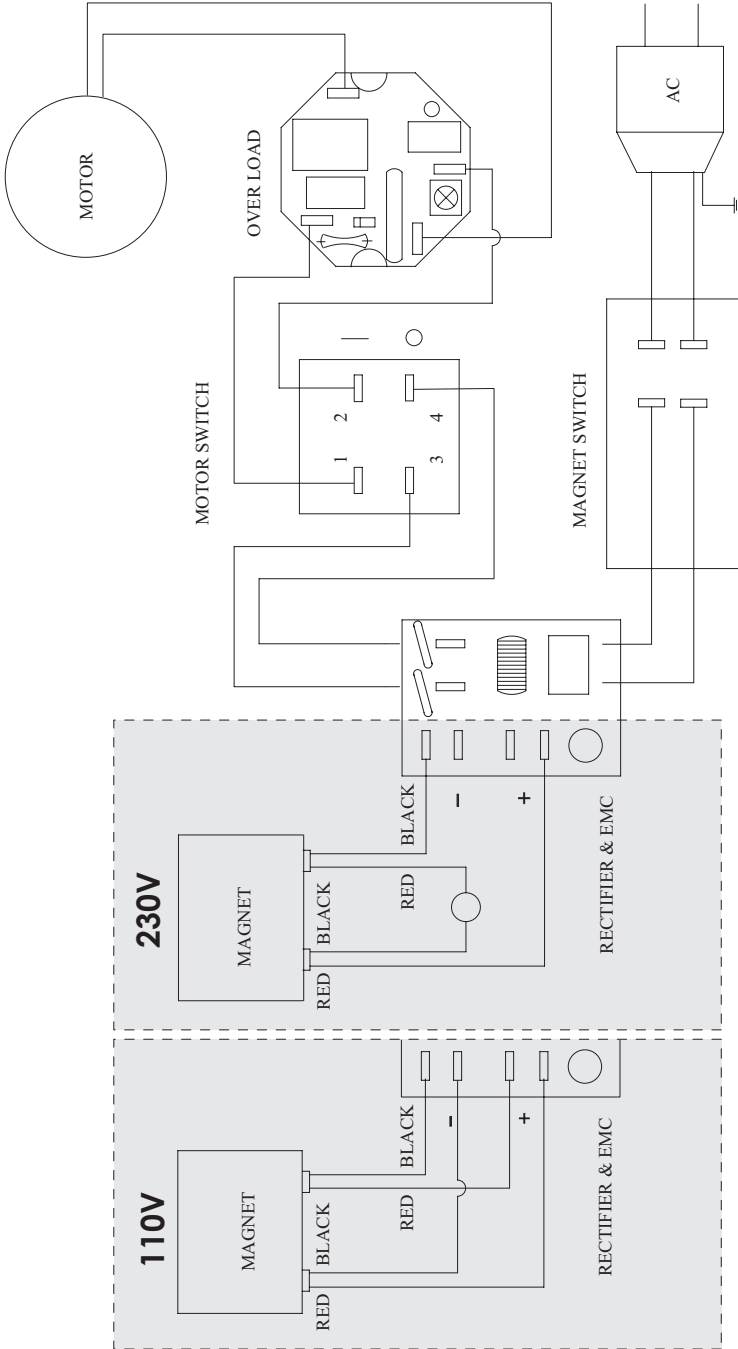 MOTOR
OVER LOAD
AC
MOTOR SWITCH
1
2
3
4
MAGNET SWITCH
230V
MAGNET
RED
BLACK
RED
BLACK
-
+
RECTIFIER & EMC
110V
MAGNET
RED
BLACK
RED
BLACK
-
+
RECTIFIER & EMC